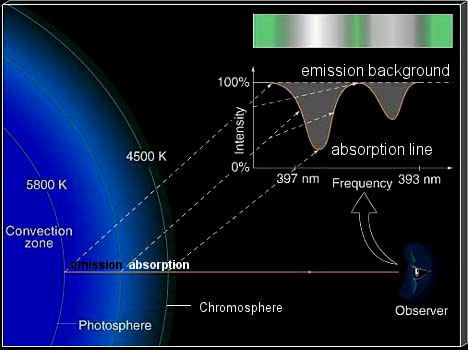 100%
emission background
Intensity
absorption line
0%
397 nm
Frequency
393 nm
4500 K
5800 K
Convection
zone
emission absorption
Chromosphere
Photosphere
Observer